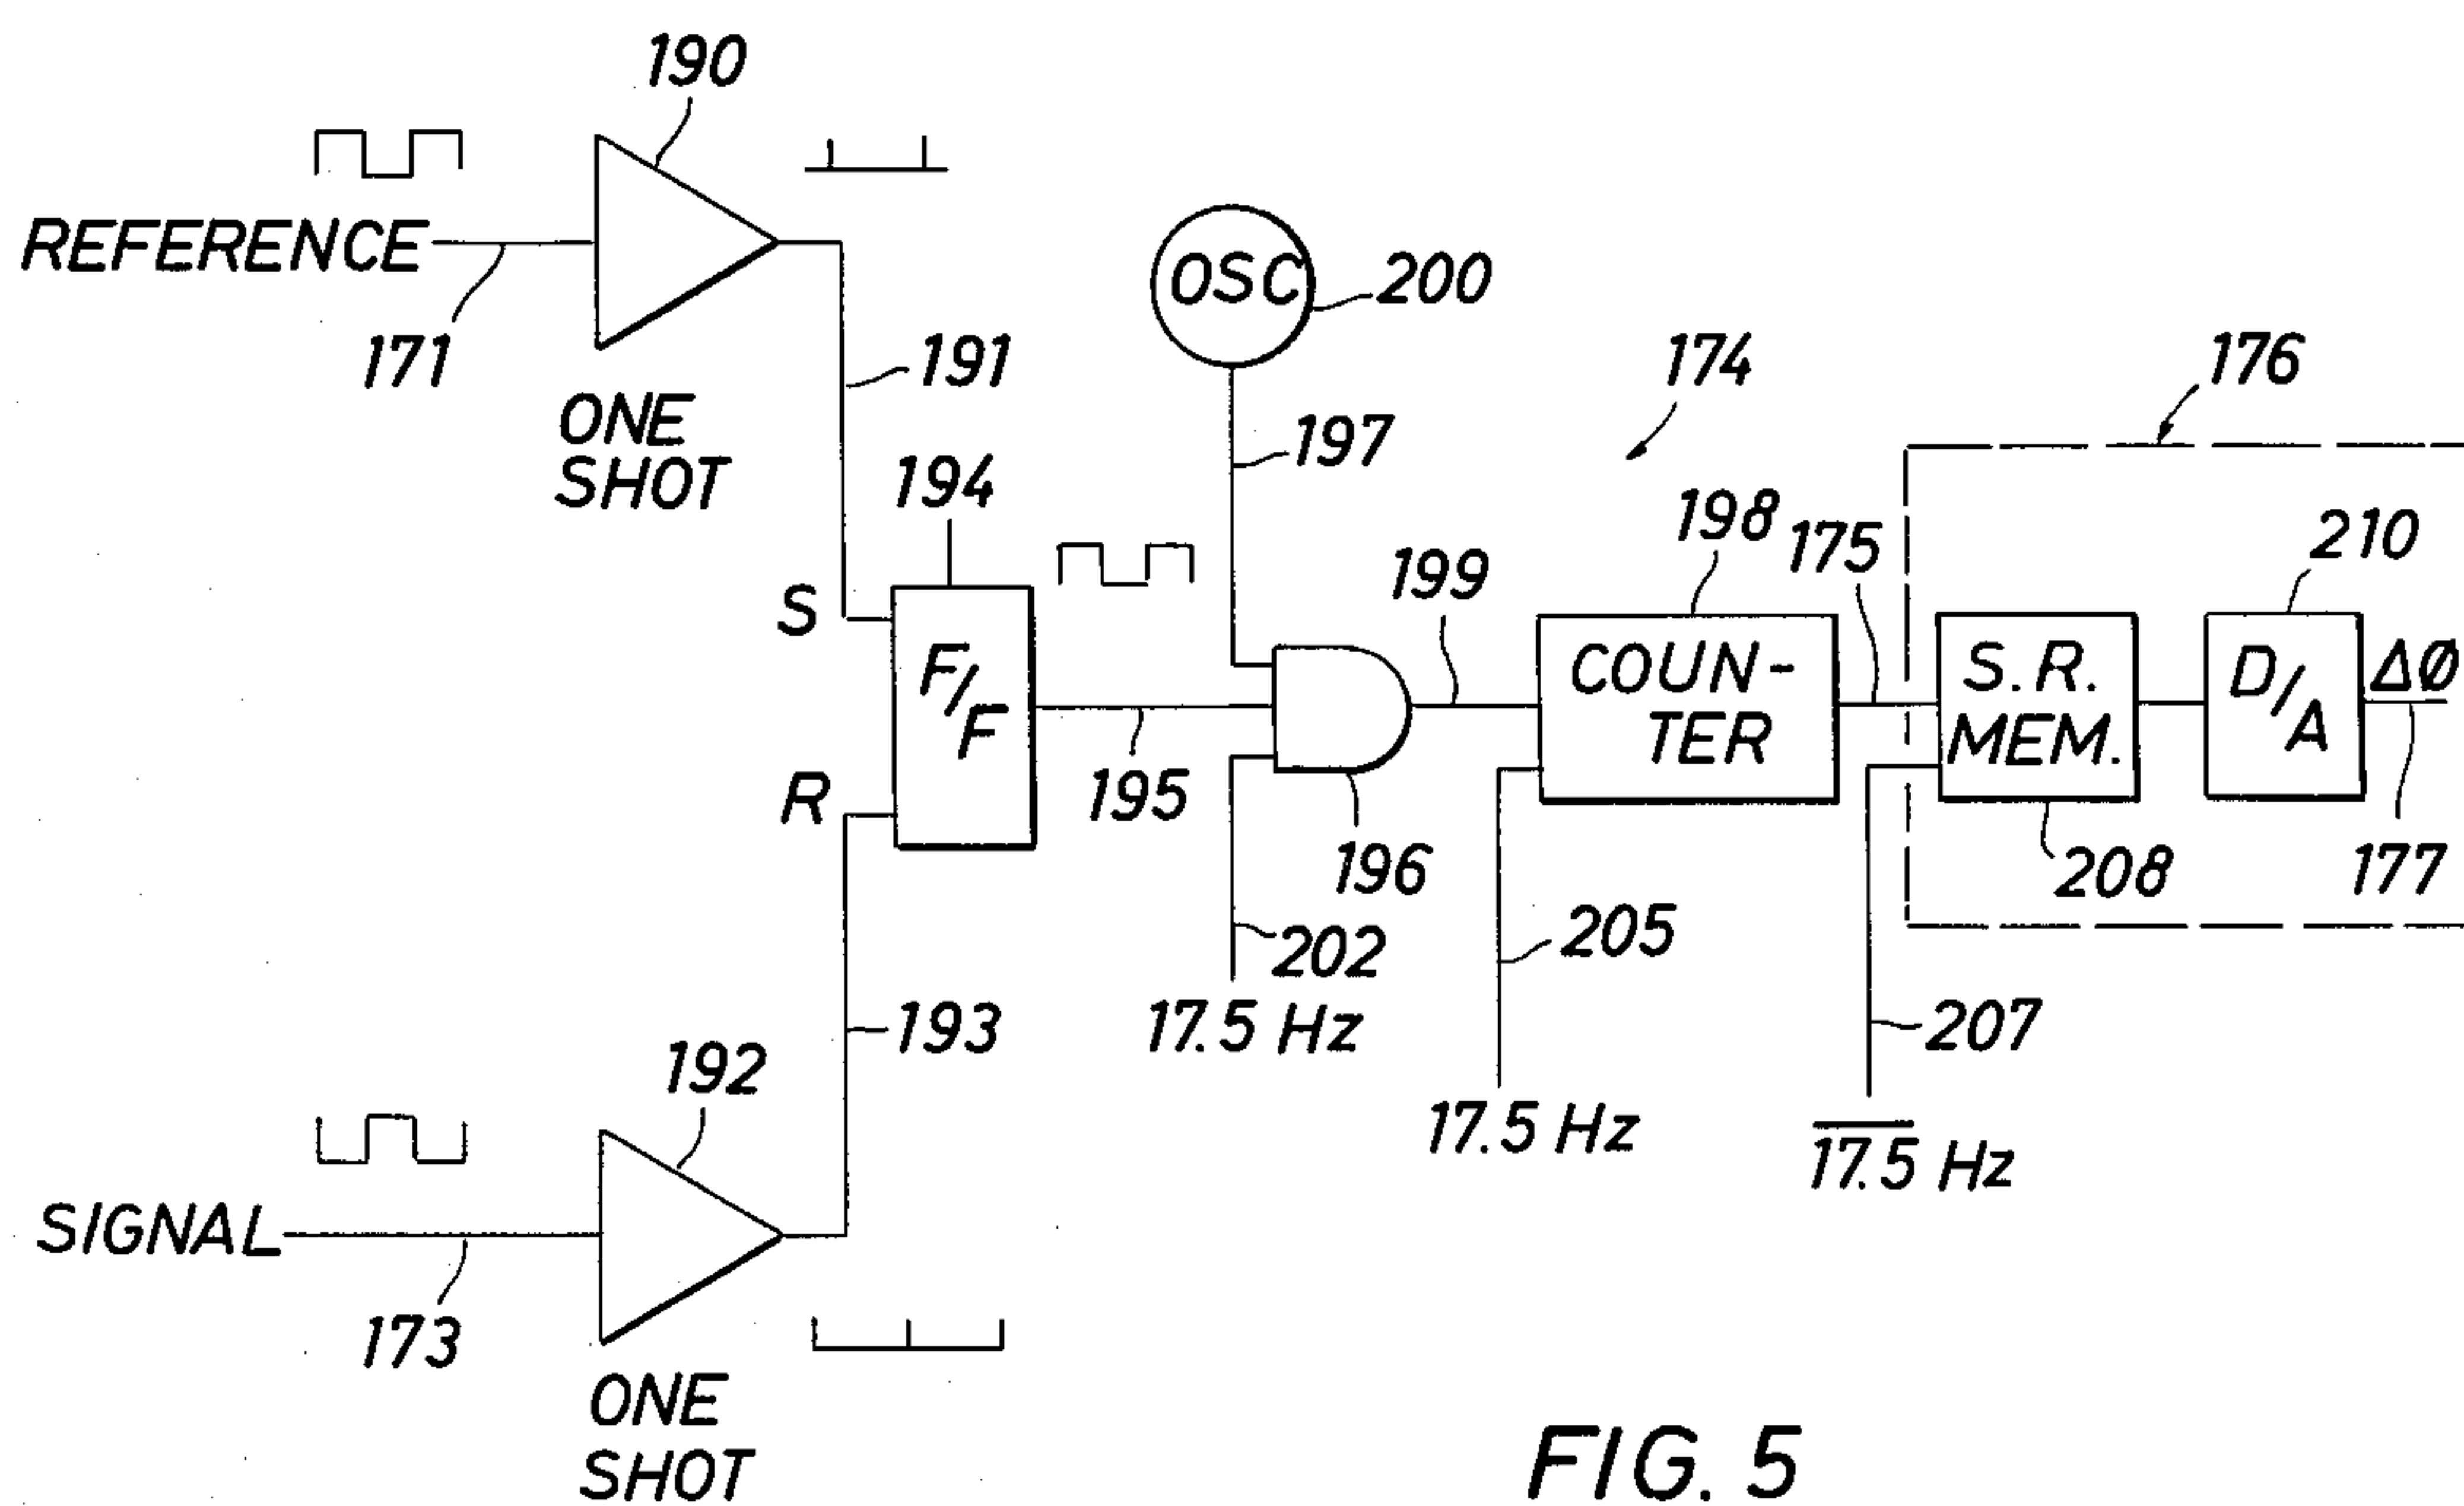 190
REFERENCE
171
ONE
SHOT
191
OSC
200
197
174
176
194
S
F/F
R
195
199
198
175
COUN-
TER
210
S.R.
MEM.
D/A
ΔØ
177
196
208
202
17.5 Hz
205
17.5 Hz
207
1̅7̅.̅5̅ Hz
193
192
SIGNAL
173
ONE
SHOT
FIG. 5